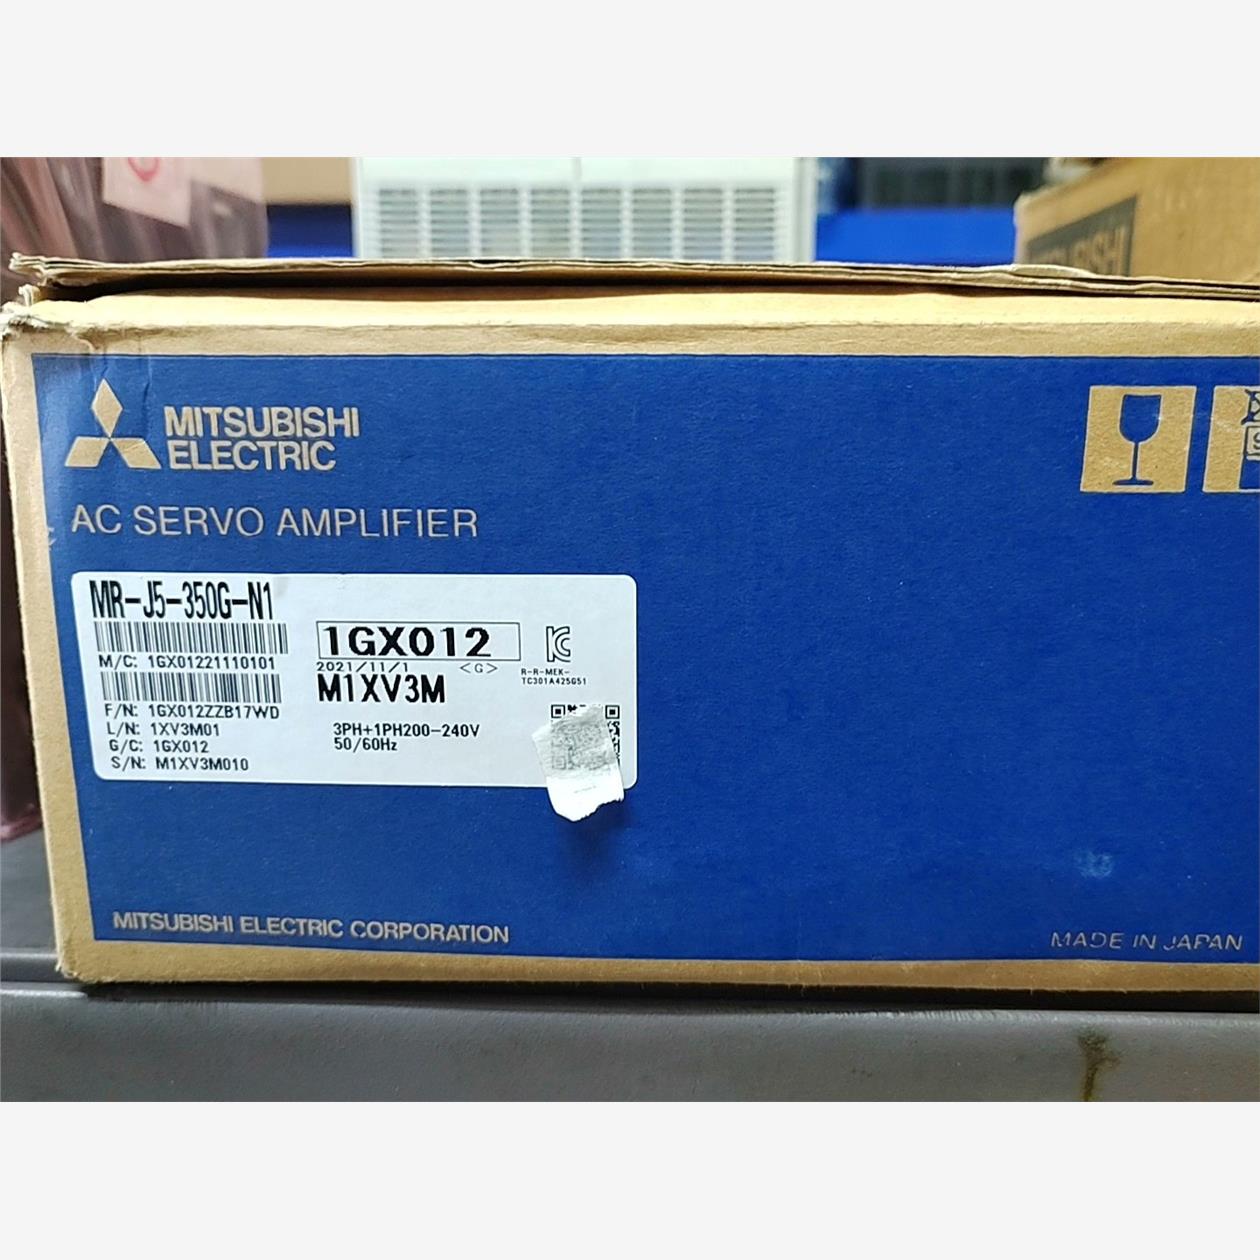 MITSUBISHI
MITSUBISHI
ELECTRIC
AC SERVO AMPLIFIER
MR-J5-350G-N1
M/C: 1GX01221110101
F/N: 1GX012ZZB17WD
L/N: 1XV3M01
G/C: 1GX012
S/N: M1XV3M010
1GX012
2021/11/1 <G>
M1XV3M
3PH+1PH200-240V
50/60Hz
R-R-MEK-
TC301A425G51
MITSUBISHI ELECTRIC CORPORATION
MADE IN JAPAN